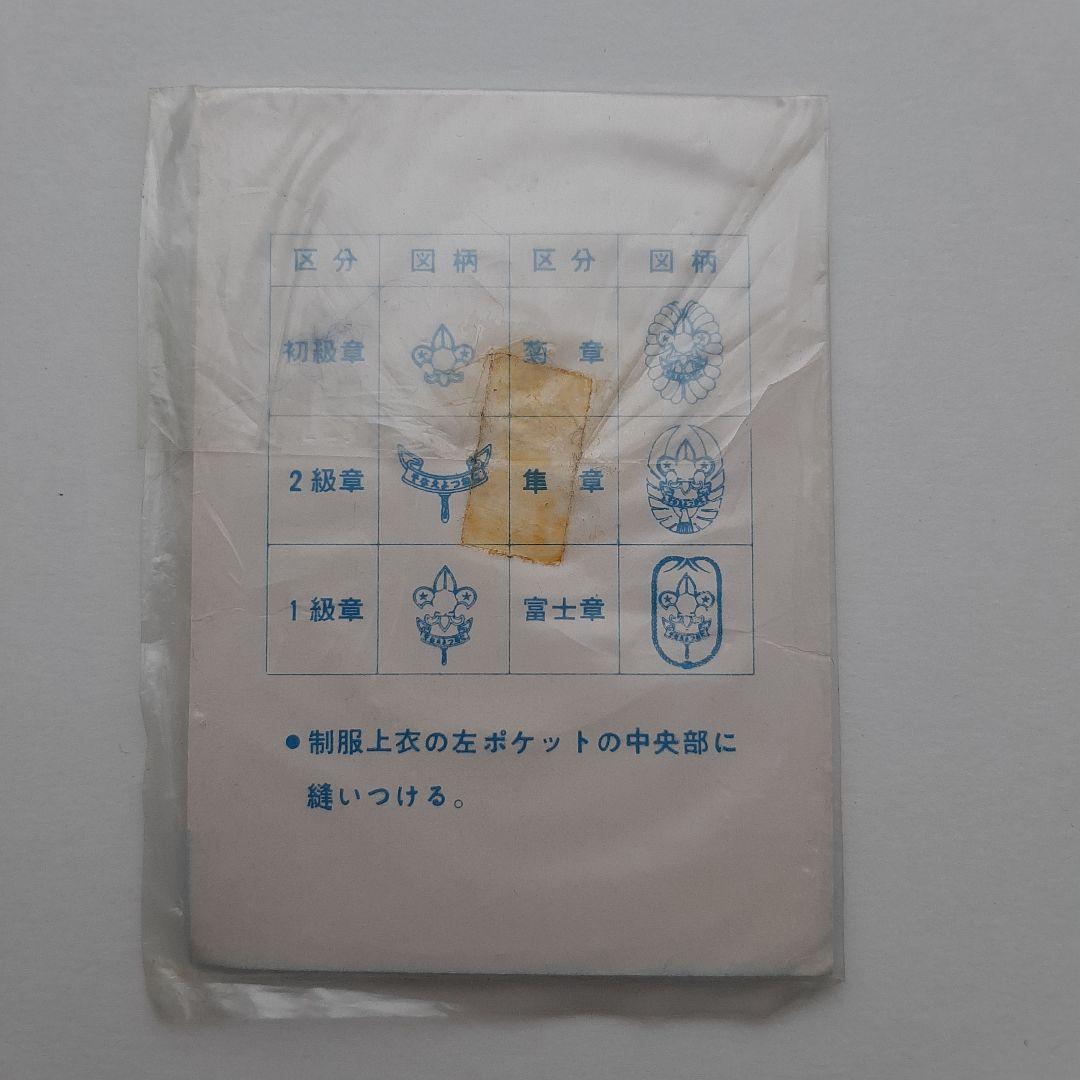 区分 図柄 区分 図柄
初級章 菊章
2級章 隼章
1級章 富士章
●制服上衣の左ポケットの中央部に
縫いつける。